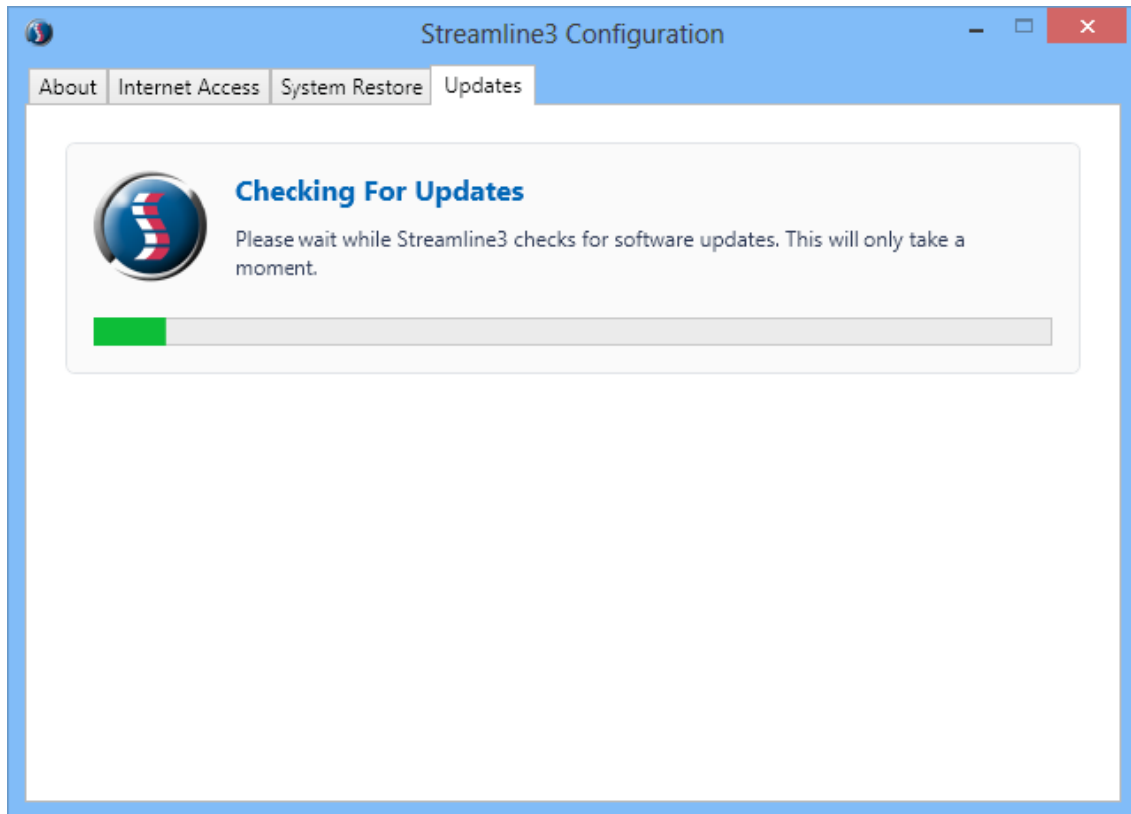 Streamline3 Configuration
About Internet Access System Restore Updates
Checking For Updates
Please wait while Streamline3 checks for software updates. This will only take a
moment.